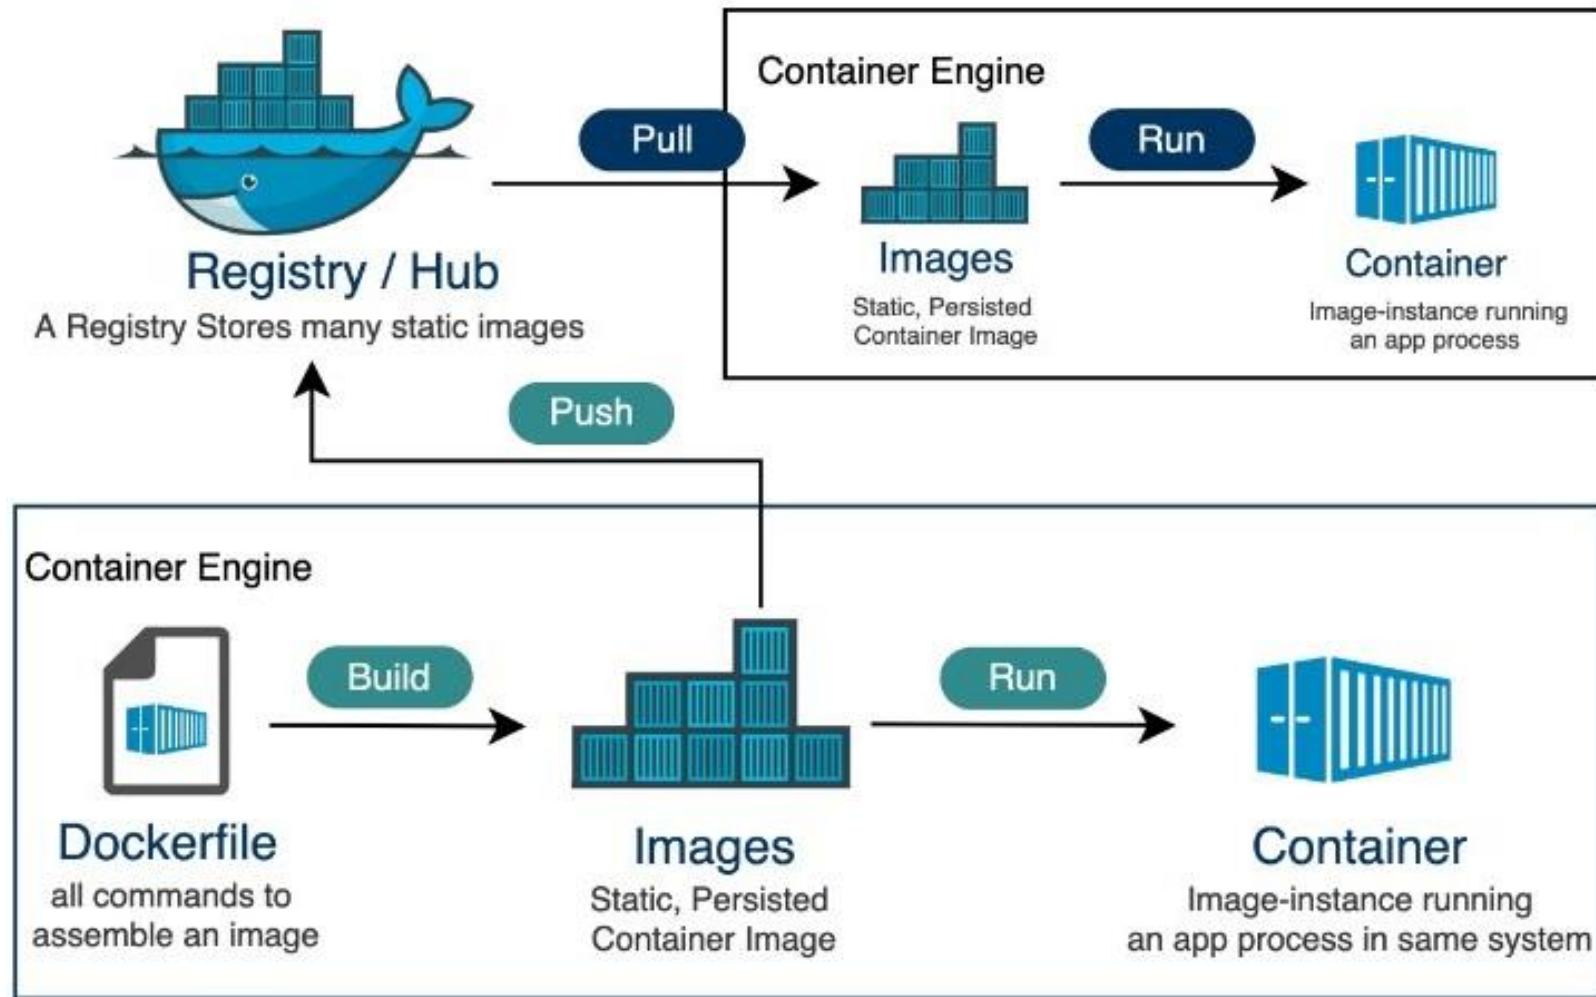 Container Engine
Pull
Run
Registry / Hub
A Registry Stores many static images
Images
Static, Persisted
Container Image
Container
Image-instance running
an app process
Push
Container Engine
Build
Run
Dockerfile
all commands to
assemble an image
Images
Static, Persisted
Container Image
Container
Image-instance running
an app process in same system